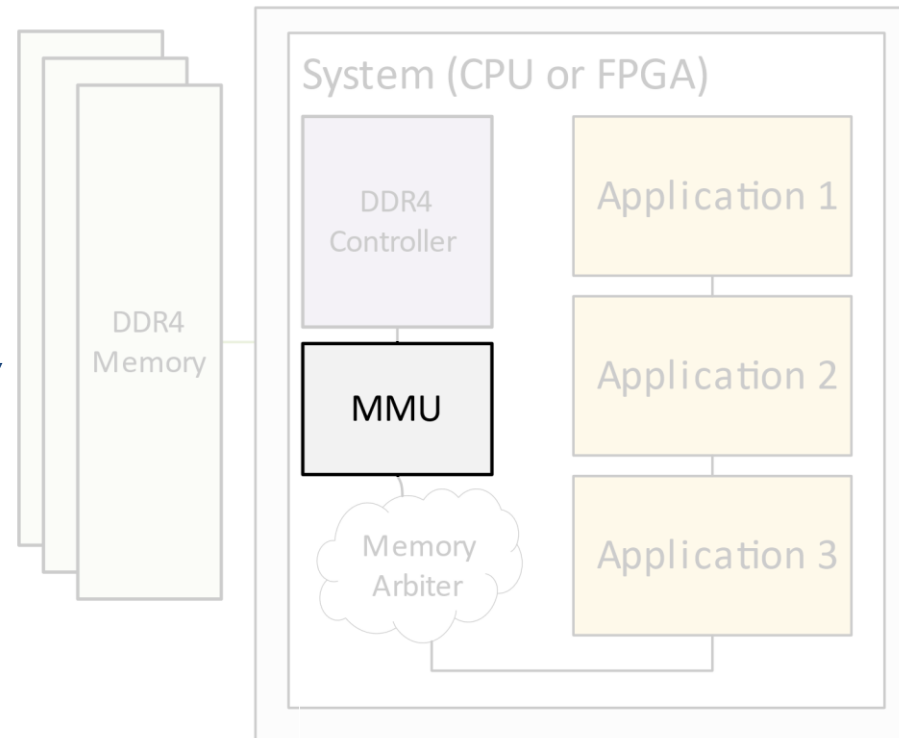 System (CPU or FPGA)
DDR4
Memory
DDR4
Controller
MMU
Memory
Arbiter
Application 1
Application 2
Application 3